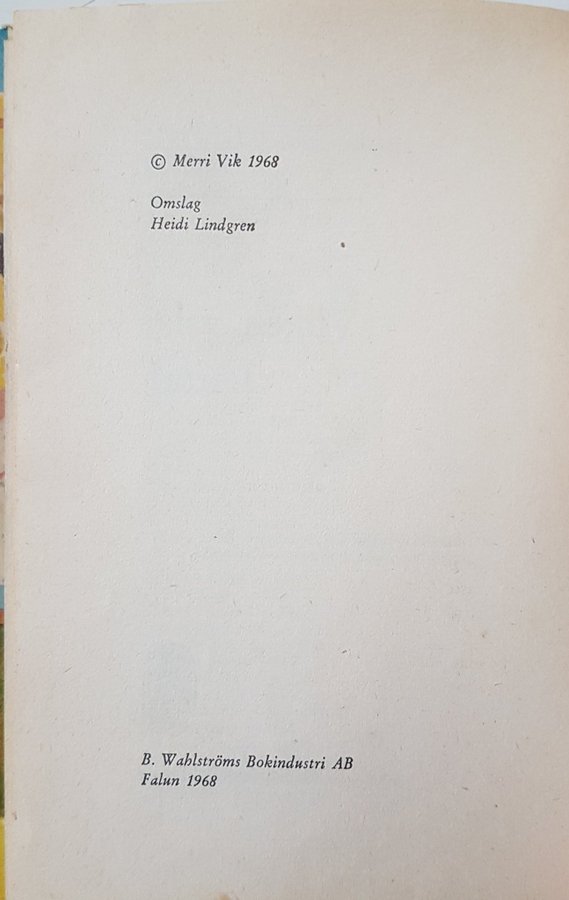 © Merri Vik 1968
Omslag
Heidi Lindgren
B. Wahlströms Bokindustri AB
Falun 1968